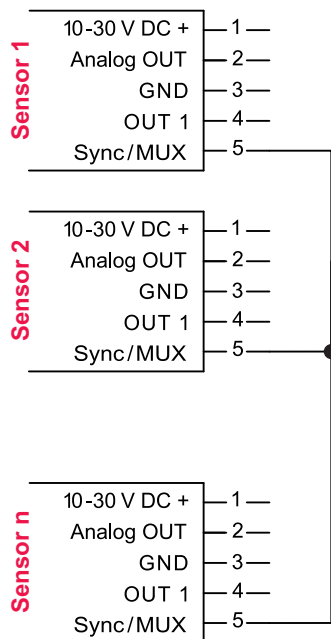 Sensor 1
10-30 V DC + 1
Analog OUT 2
GND 3
OUT 1 4
Sync/MUX 5
Sensor 2
10-30 V DC + 1
Analog OUT 2
GND 3
OUT 1 4
Sync/MUX 5
Sensor n
10-30 V DC + 1
Analog OUT 2
GND 3
OUT 1 4
Sync/MUX 5